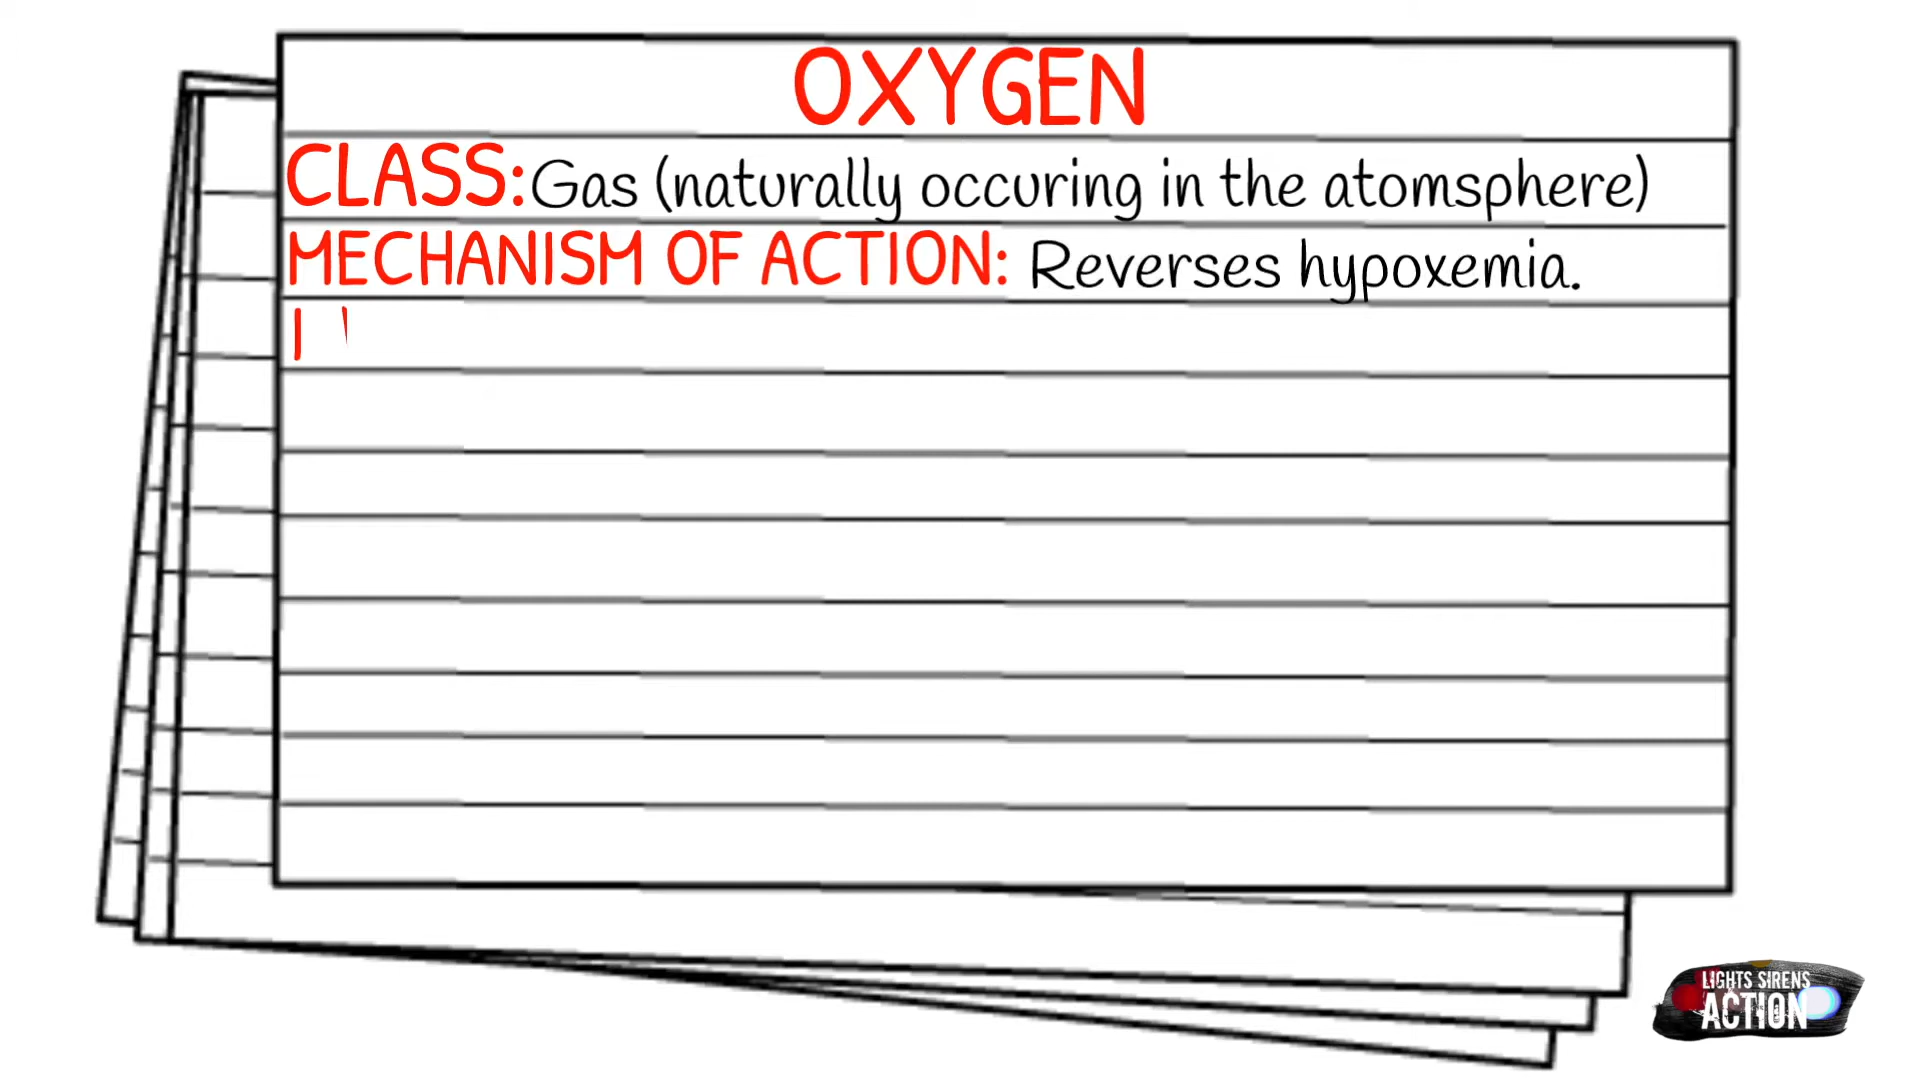 OXYGEN
CLASS: Gas (naturally occuring in the atomsphere)
MECHANISM OF ACTION: Reverses hypoxemia.
I
LIGHTS SIRENS
ACTION